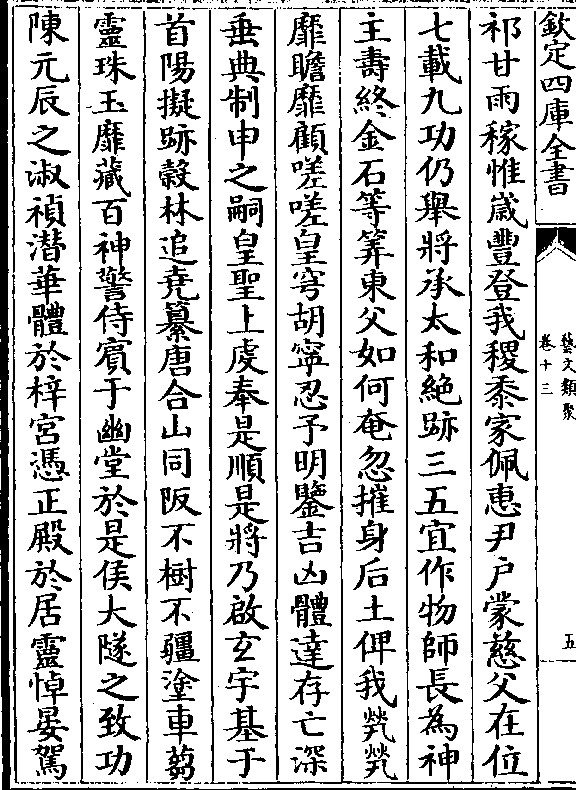 欽定四庫全書
藝文類聚
卷十三
五
祁甘雨稼惟歳豐登我稷黍家佩惠尹户蒙慈父在位
七載九功仍舉將承太和絶跡三五宜作物師長為神
主壽終金石等筭東父如何奄忽摧身后土俾我煢煢
靡瞻靡顧嗟嗟皇穹胡寧忍予明鑒吉凶體達存亡深
垂典制申之嗣皇聖上䖍奉是順是將乃啟玄宇基于
首陽擬跡穀林追堯纂唐合山同阪不樹不疆塗車芻
靈珠玉靡藏百神警侍賓于幽堂於是俟大隧之致功
陳元辰之淑禎潛華體於梓宫憑正殿於居靈悼晏駕